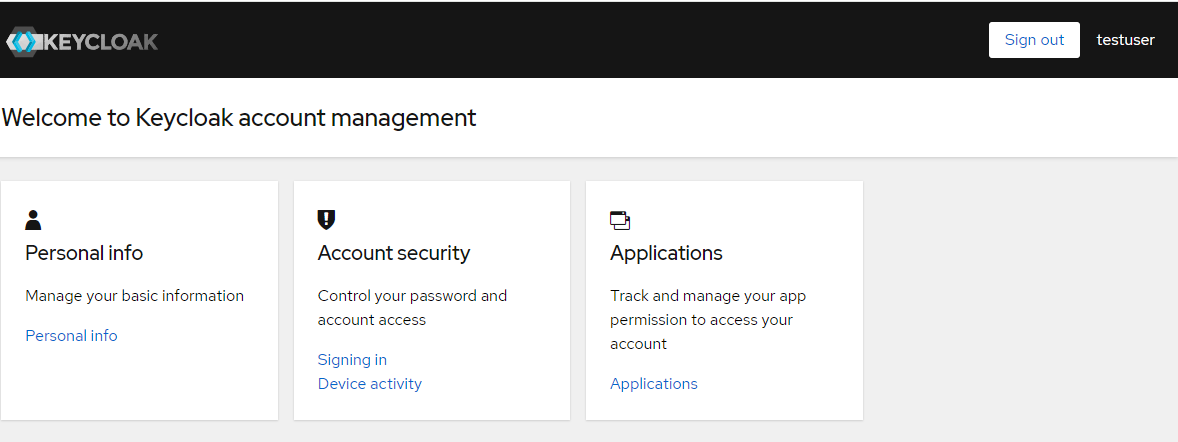 KEYCLOAK
Sign out
testuser
Welcome to Keycloak account management
Personal info
Manage your basic information
Personal info
Account security
Control your password and
account access
Signing in
Device activity
Applications
Track and manage your app
permission to access your
account
Applications